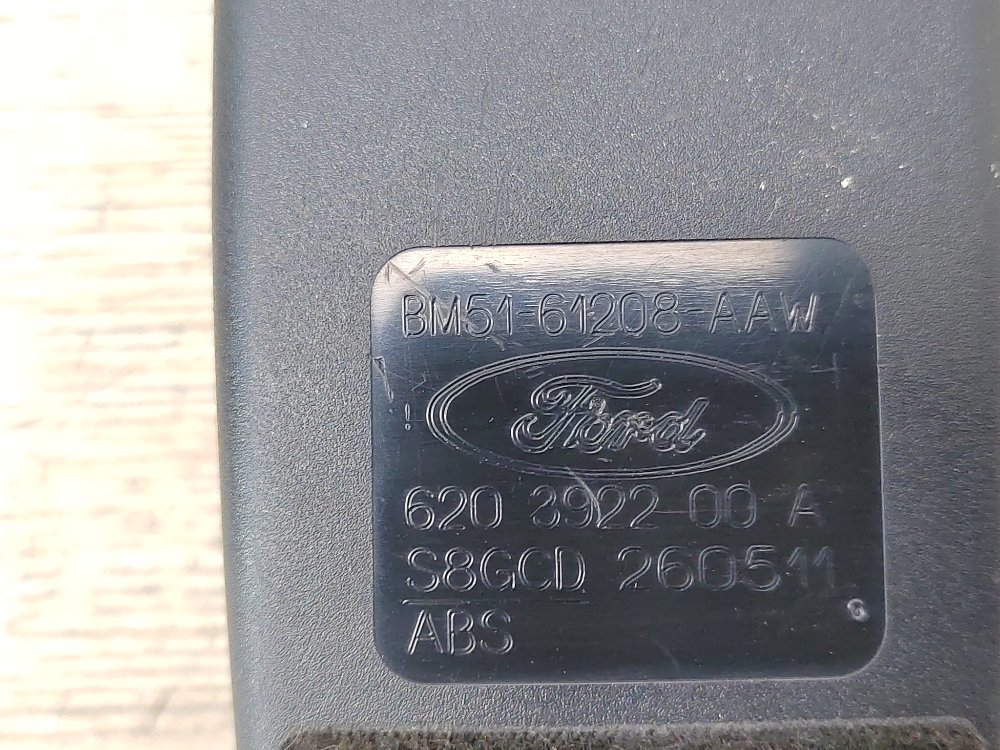 BM51-61208-AAW
Ford
620 3922 00 A
S8GCD 260511
ABS